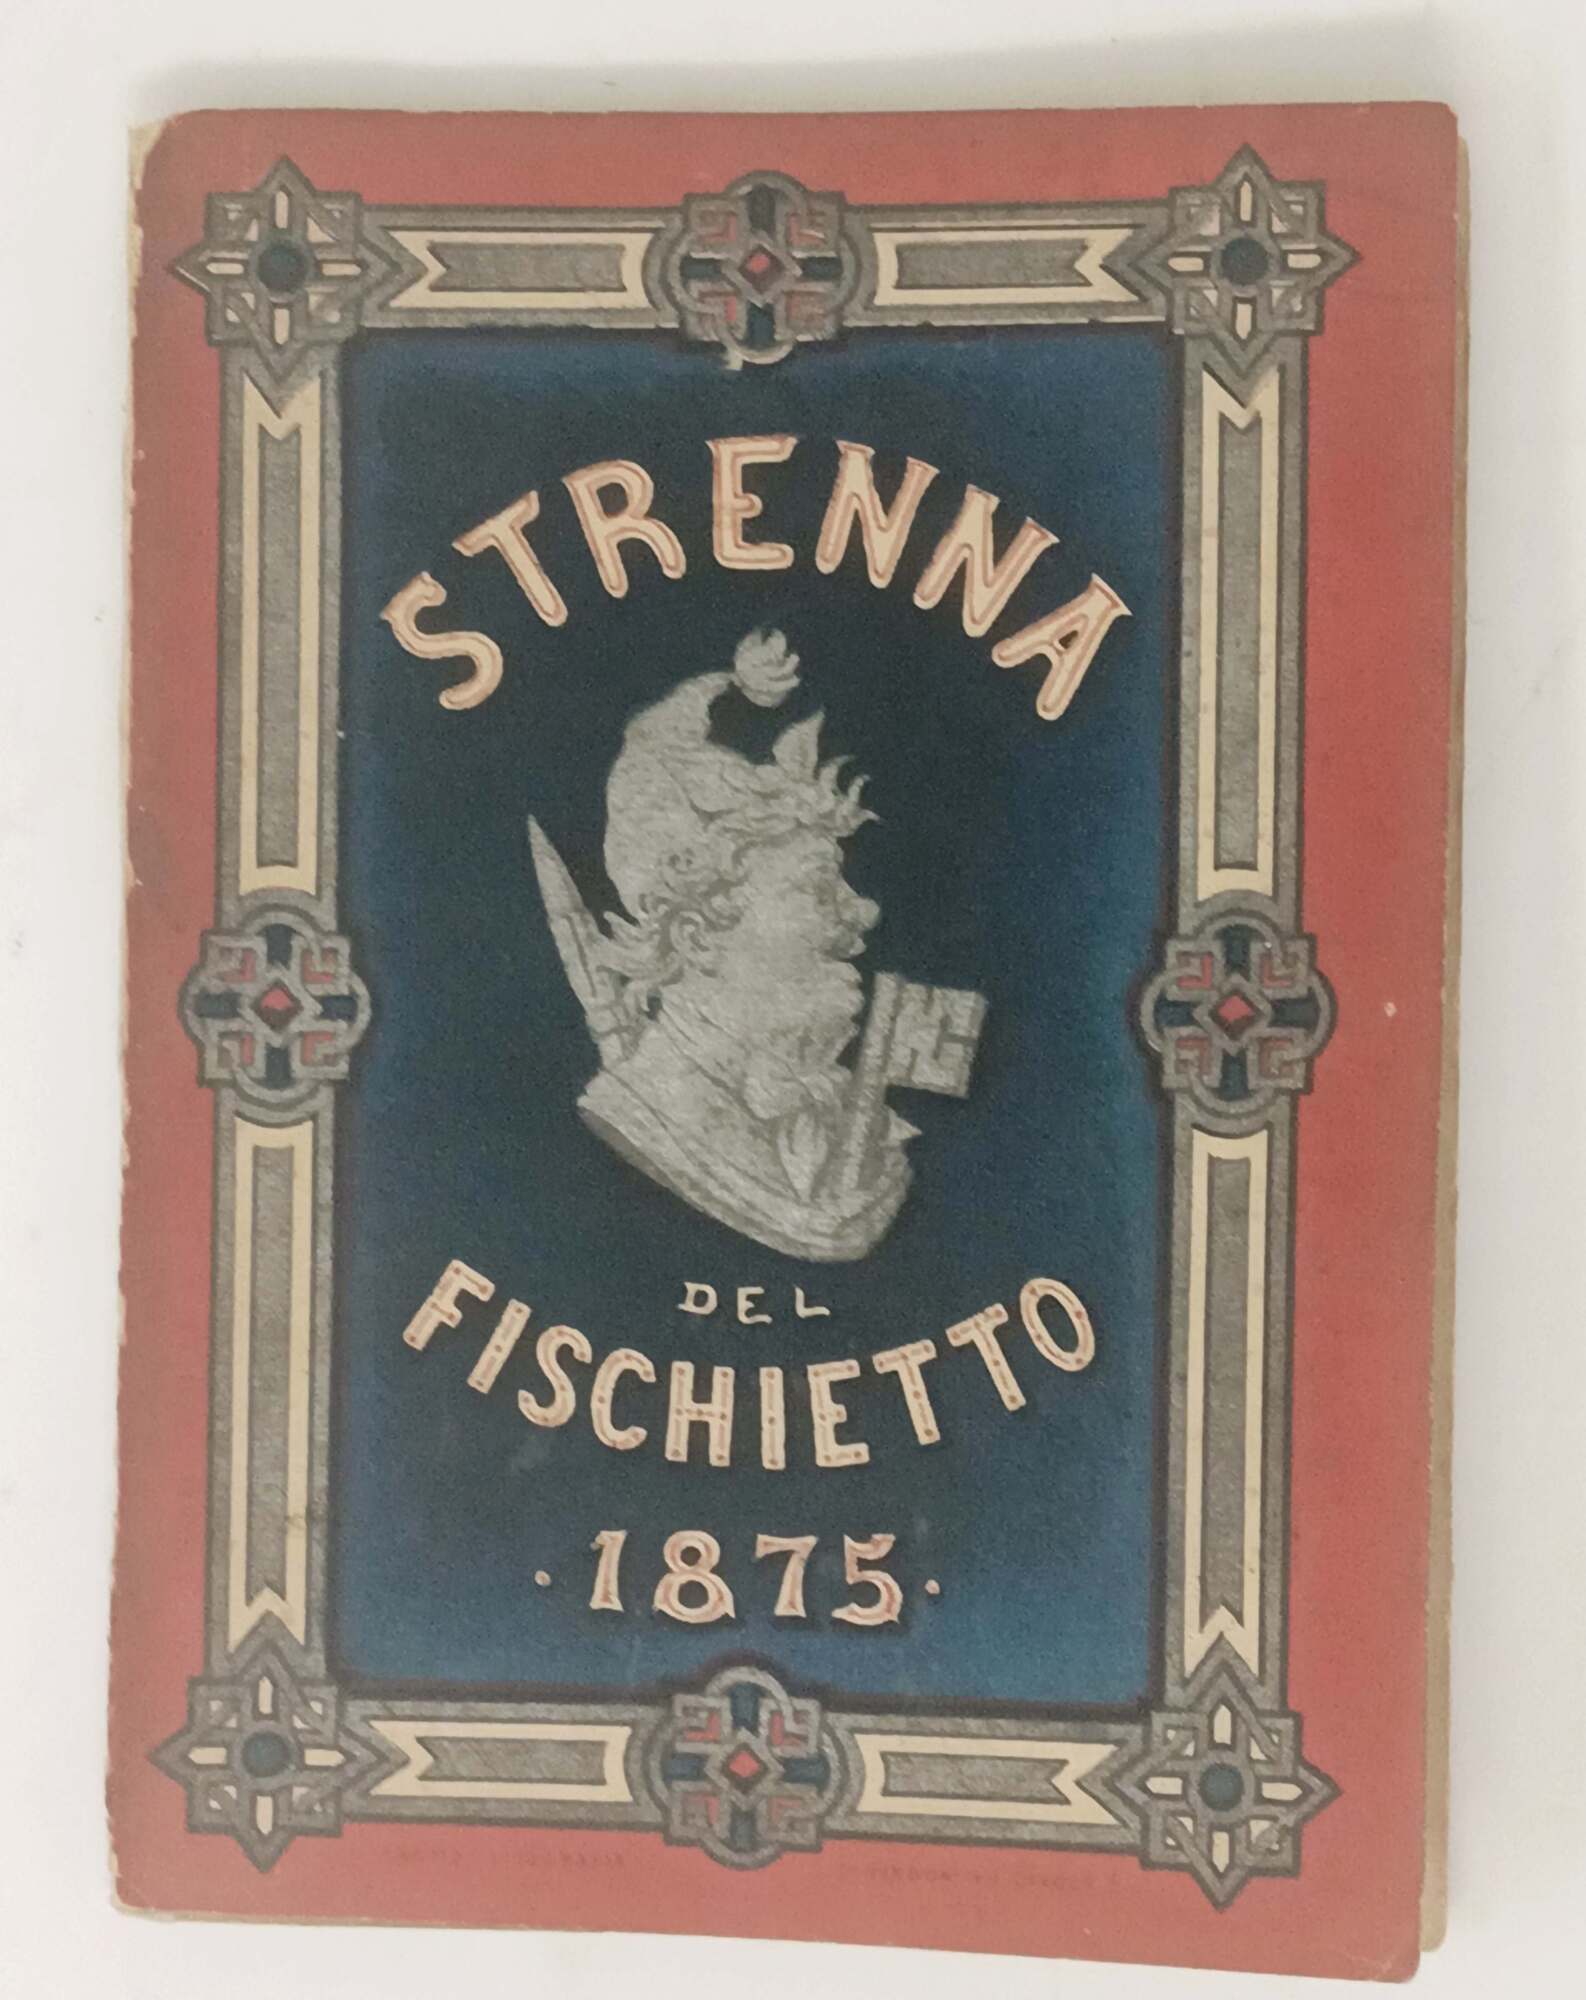 STRENNA
DEL
FISCHIETTO
· 1875 ·